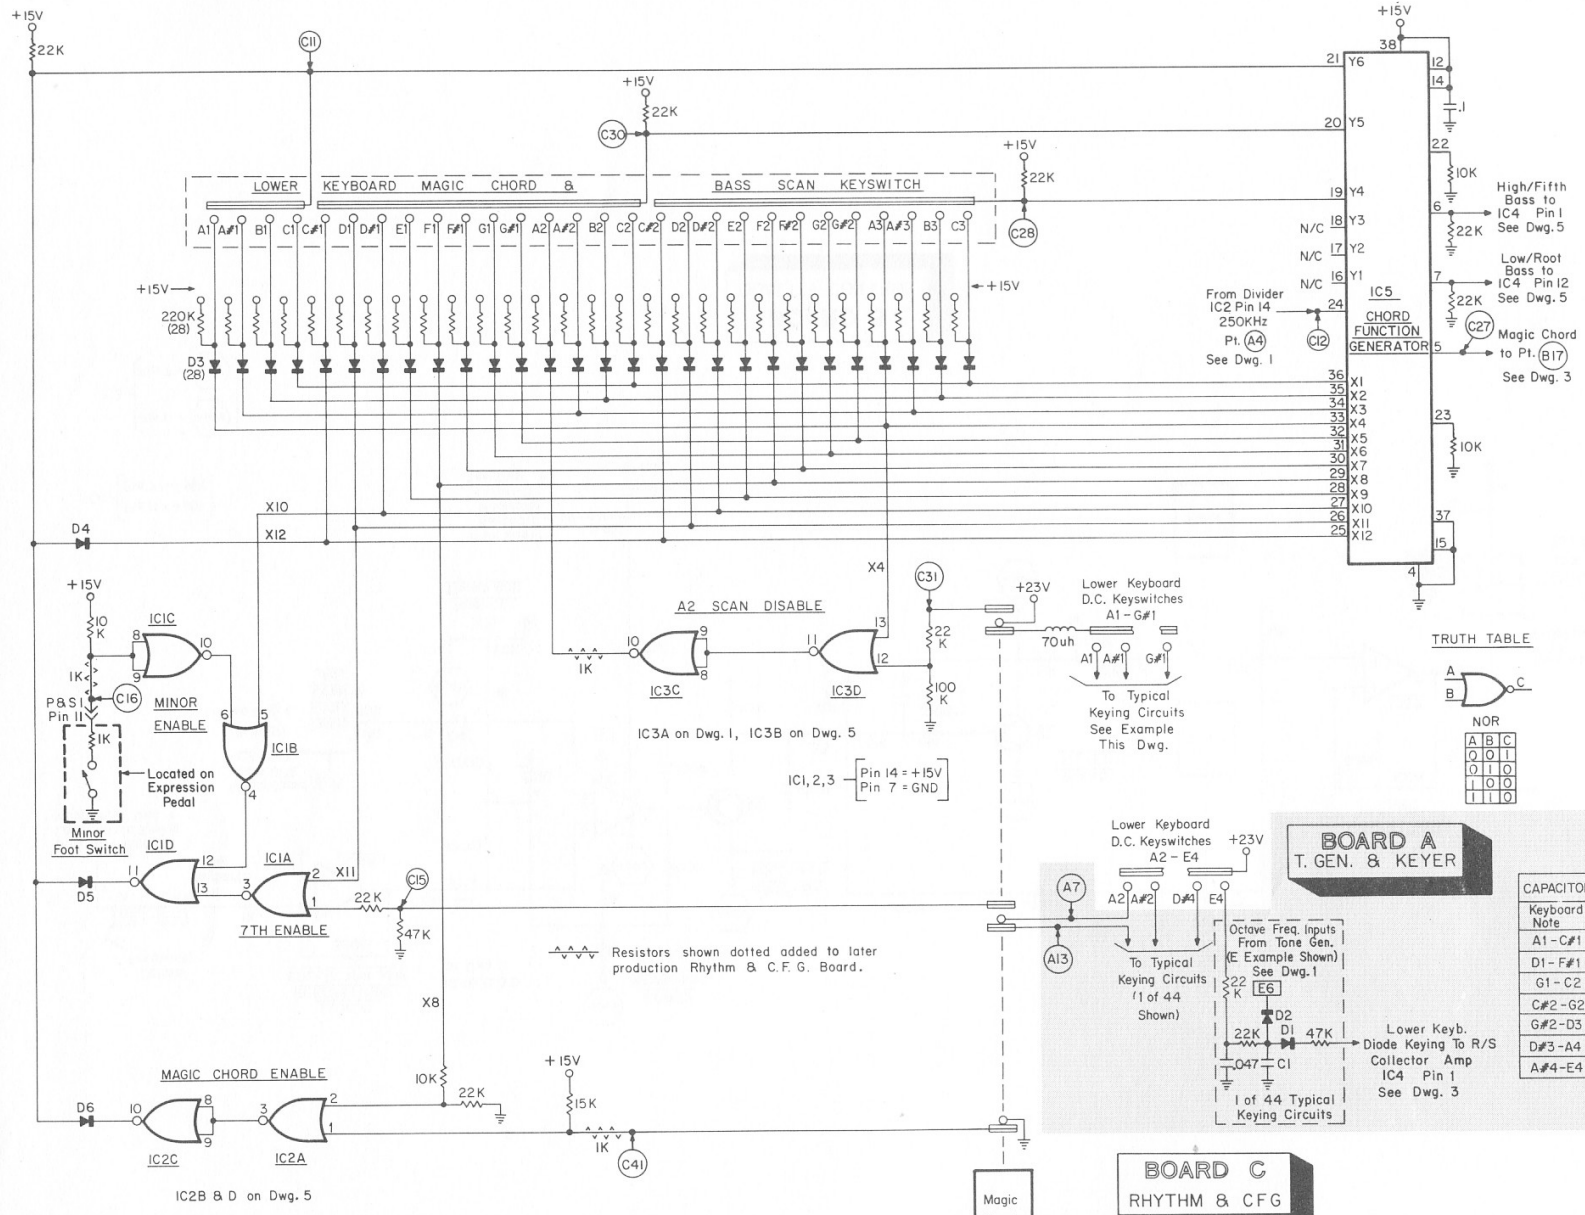 +15V
22K
C11
+15V
22K
C30
+15V
22K
C28
LOWER KEYBOARD MAGIC CHORD & BASS SCAN KEYSWITCH
A1 A#1 B1 C1 C#1 D1 D#1 E1 F1 F#1 G1 G#1 A2 A#2 B2 C2 C#2 D2 D#2 E2 F2 F#2 G2 G#2 A3 A#3 B3 C3
+15V
+15V
220K
(28)
D3
(28)
+15V
38
21 Y6
20 Y5
19 Y4
N/C 18 Y3
N/C 17 Y2
N/C 16 Y1
24
12
14
.1
22
10K
6
22K
High/Fifth
Bass to
IC4 Pin 1
See Dwg. 5
7
22K
Low/Root
Bass to
IC4 Pin 12
See Dwg. 5
IC5
CHORD
FUNCTION
GENERATOR
5
C27
Magic Chord
to Pt. B17
See Dwg. 3
From Divider
IC2 Pin 14
250KHz
Pt. A4
See Dwg. 1
C12
36 X1
35 X2
34 X3
33 X4
32 X5
31 X6
30 X7
29 X8
28 X9
27 X10
26 X11
25 X12
23
10K
37
15
4
X10
X12
D4
+15V
10
K
IC1C
8
9
10
1K
C16
P&S1
Pin 11
MINOR
ENABLE
1K
Located on
Expression
Pedal
Minor
Foot Switch
6
5
IC1B
4
IC1D
11
12
13
D5
IC1A
3
2
1
X11
7TH ENABLE
22K
C15
47K
X4
A2 SCAN DISABLE
10
9
8
1K
IC3C
11
13
12
IC3D
C31
22
K
100
K
IC3A on Dwg. 1, IC3B on Dwg. 5
IC1,2,3
Pin 14 = +15V
Pin 7 = GND
+23V
70uh
Lower Keyboard
D.C. Keyswitches
A1 - G#1
A1 A#1 G#1
To Typical
Keying Circuits
See Example
This Dwg.
TRUTH TABLE
A
B
C
NOR
A B C
0 0 1
0 1 0
1 0 0
1 1 0
Resistors shown dotted added to later
production Rhythm & C.F.G. Board.
Lower Keyboard
D.C. Keyswitches
A2 - E4
+23V
A7
A13
A2 A#2 D#4 E4
To Typical
Keying Circuits
(1 of 44
Shown)
BOARD A
T. GEN. & KEYER
Octave Freq. Inputs
From Tone Gen.
(E Example Shown)
See Dwg.1
22
K
E6
D2
22K
D1
47K
.047
C1
1 of 44 Typical
Keying Circuits
Lower Keyb.
Diode Keying To R/S
Collector Amp
IC4 Pin 1
See Dwg. 3
CAPACITOR
Keyboard
Note
A1 - C#1
D1 - F#1
G1 - C2
C#2 - G2
G#2 - D3
D#3 - A4
A#4 - E4
X8
MAGIC CHORD ENABLE
D6
10
8
9
IC2C
3
2
1
IC2A
10K
22K
+15V
15K
1K
C41
IC2B & D on Dwg. 5
Magic
BOARD C
RHYTHM & CFG